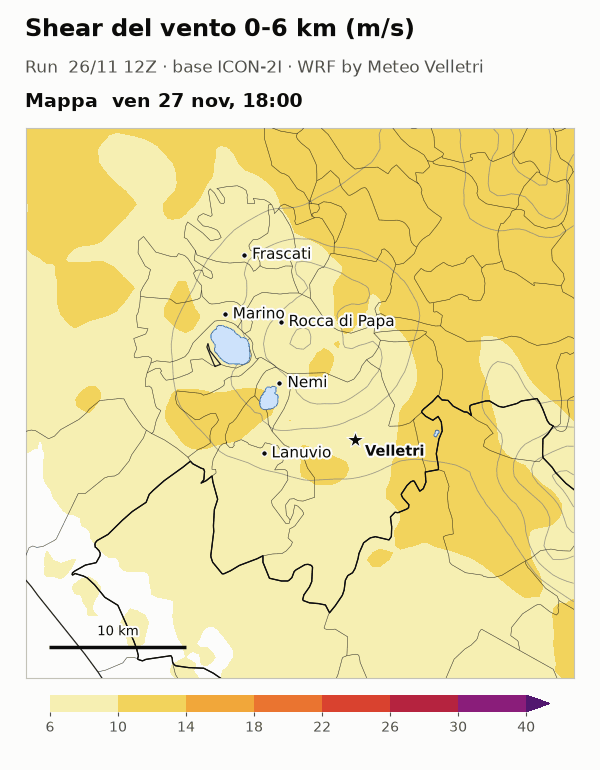 Shear del vento 0-6 km (m/s)
Run  26/11 12Z · base ICON-2I · WRF by Meteo Velletri
Mappa  ven 27 nov, 18:00
Frascati
Marino
Rocca di Papa
Nemi
Lanuvio
Velletri
10 km
6 10 14 18 22 26 30 40